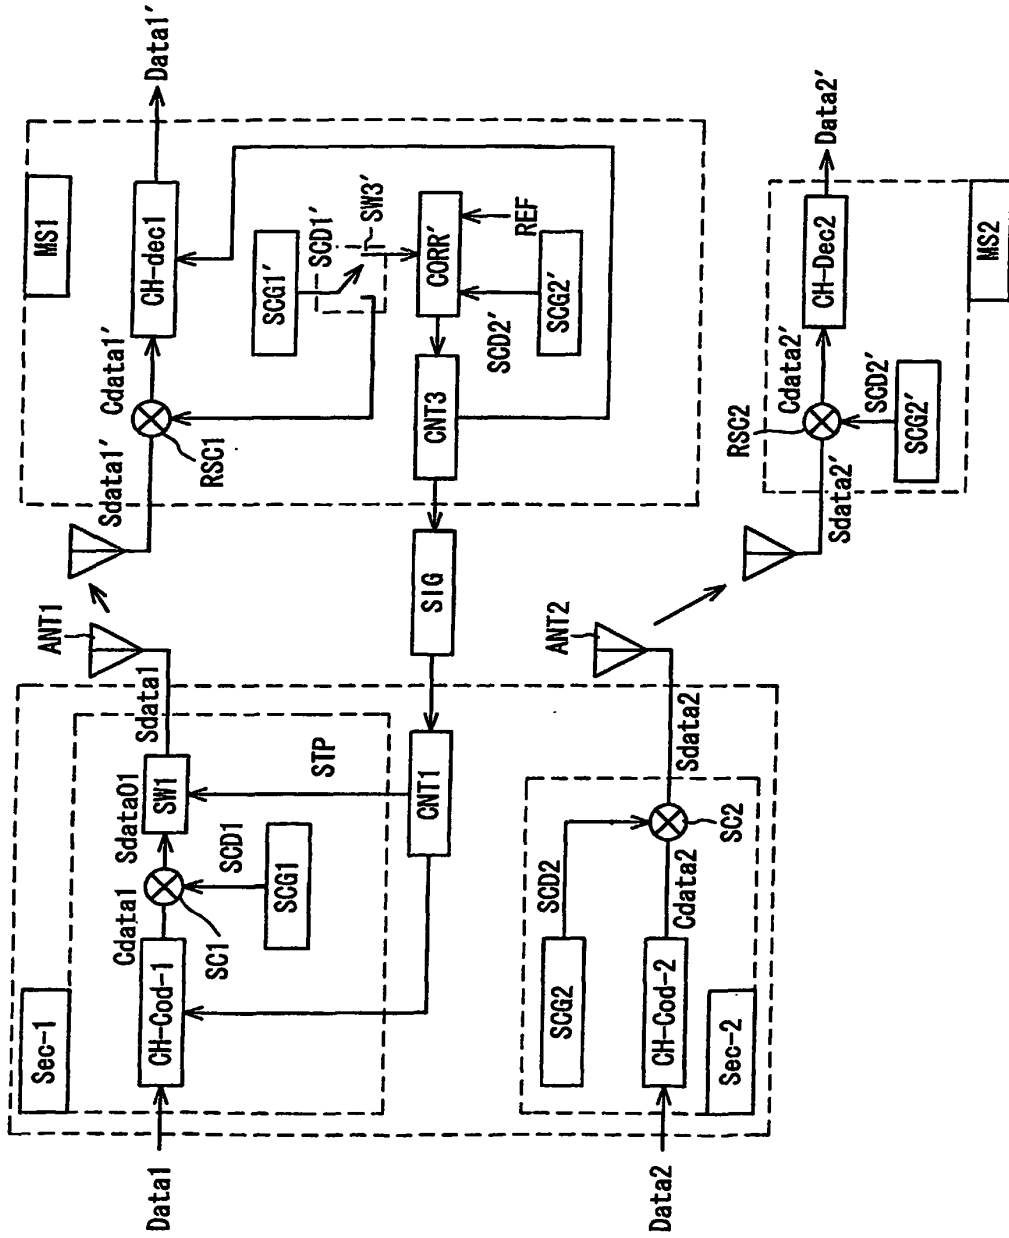 Data1
Sec-1
CH-Cod-1
Cdata1
SC1
SCD1
SCG1
Sdata01
SW1
STP
Sdata1
ANT1
CNT1
SIG
Sdata1'
RSC1
Cdata1'
CH-dec1
MS1
Data1'
SCG1'
SCD1'
SW3'
CORR'
REF
SCD2'
SCG2'
CNT3
Data2
Sec-2
CH-Cod-2
SCG2
SCD2
Cdata2
SC2
Sdata2
ANT2
Sdata2'
RSC2
Cdata2'
SCD2'
SCG2'
CH-Dec2
Data2'
MS2